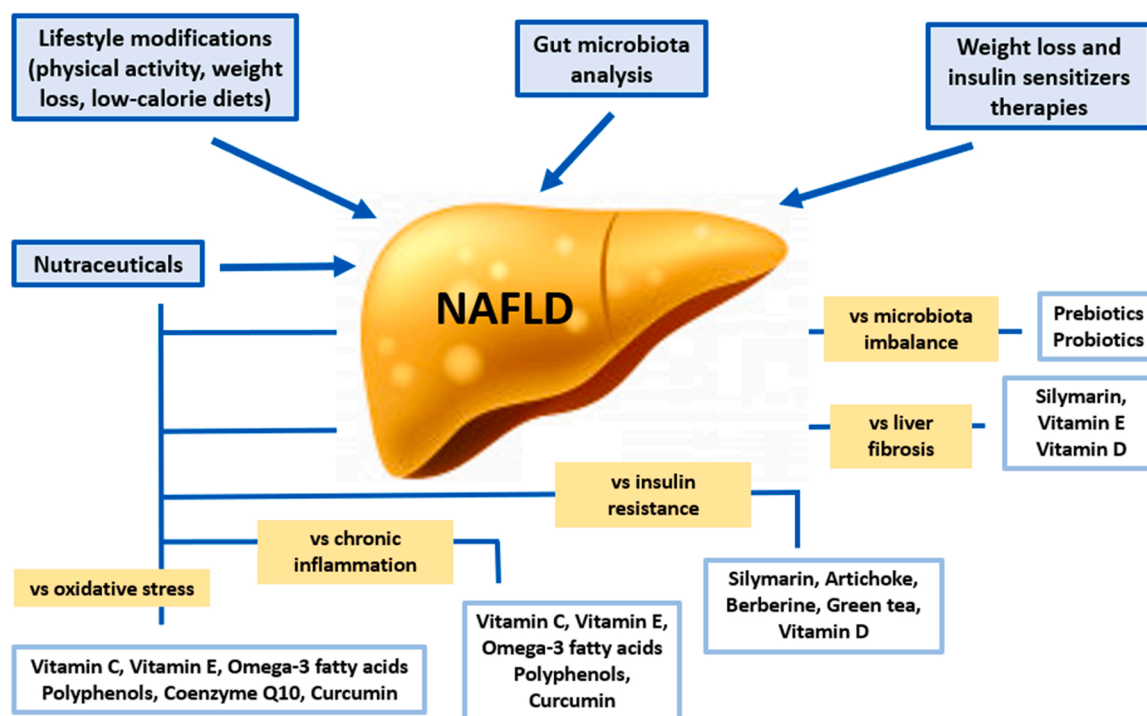 Lifestyle modifications
(physical activity, weight
loss, low-calorie diets)
Gut microbiota
analysis
Weight loss and
insulin sensitizers
therapies
Nutraceuticals
NAFLD
vs microbiota
imbalance
Prebiotics
Probiotics
vs liver
fibrosis
Silymarin,
Vitamin E
Vitamin D
vs insulin
resistance
Silymarin, Artichoke,
Berberine, Green tea,
Vitamin D
vs chronic
inflammation
Vitamin C, Vitamin E,
Omega-3 fatty acids
Polyphenols,
Curcumin
vs oxidative stress
Vitamin C, Vitamin E, Omega-3 fatty acids
Polyphenols, Coenzyme Q10, Curcumin